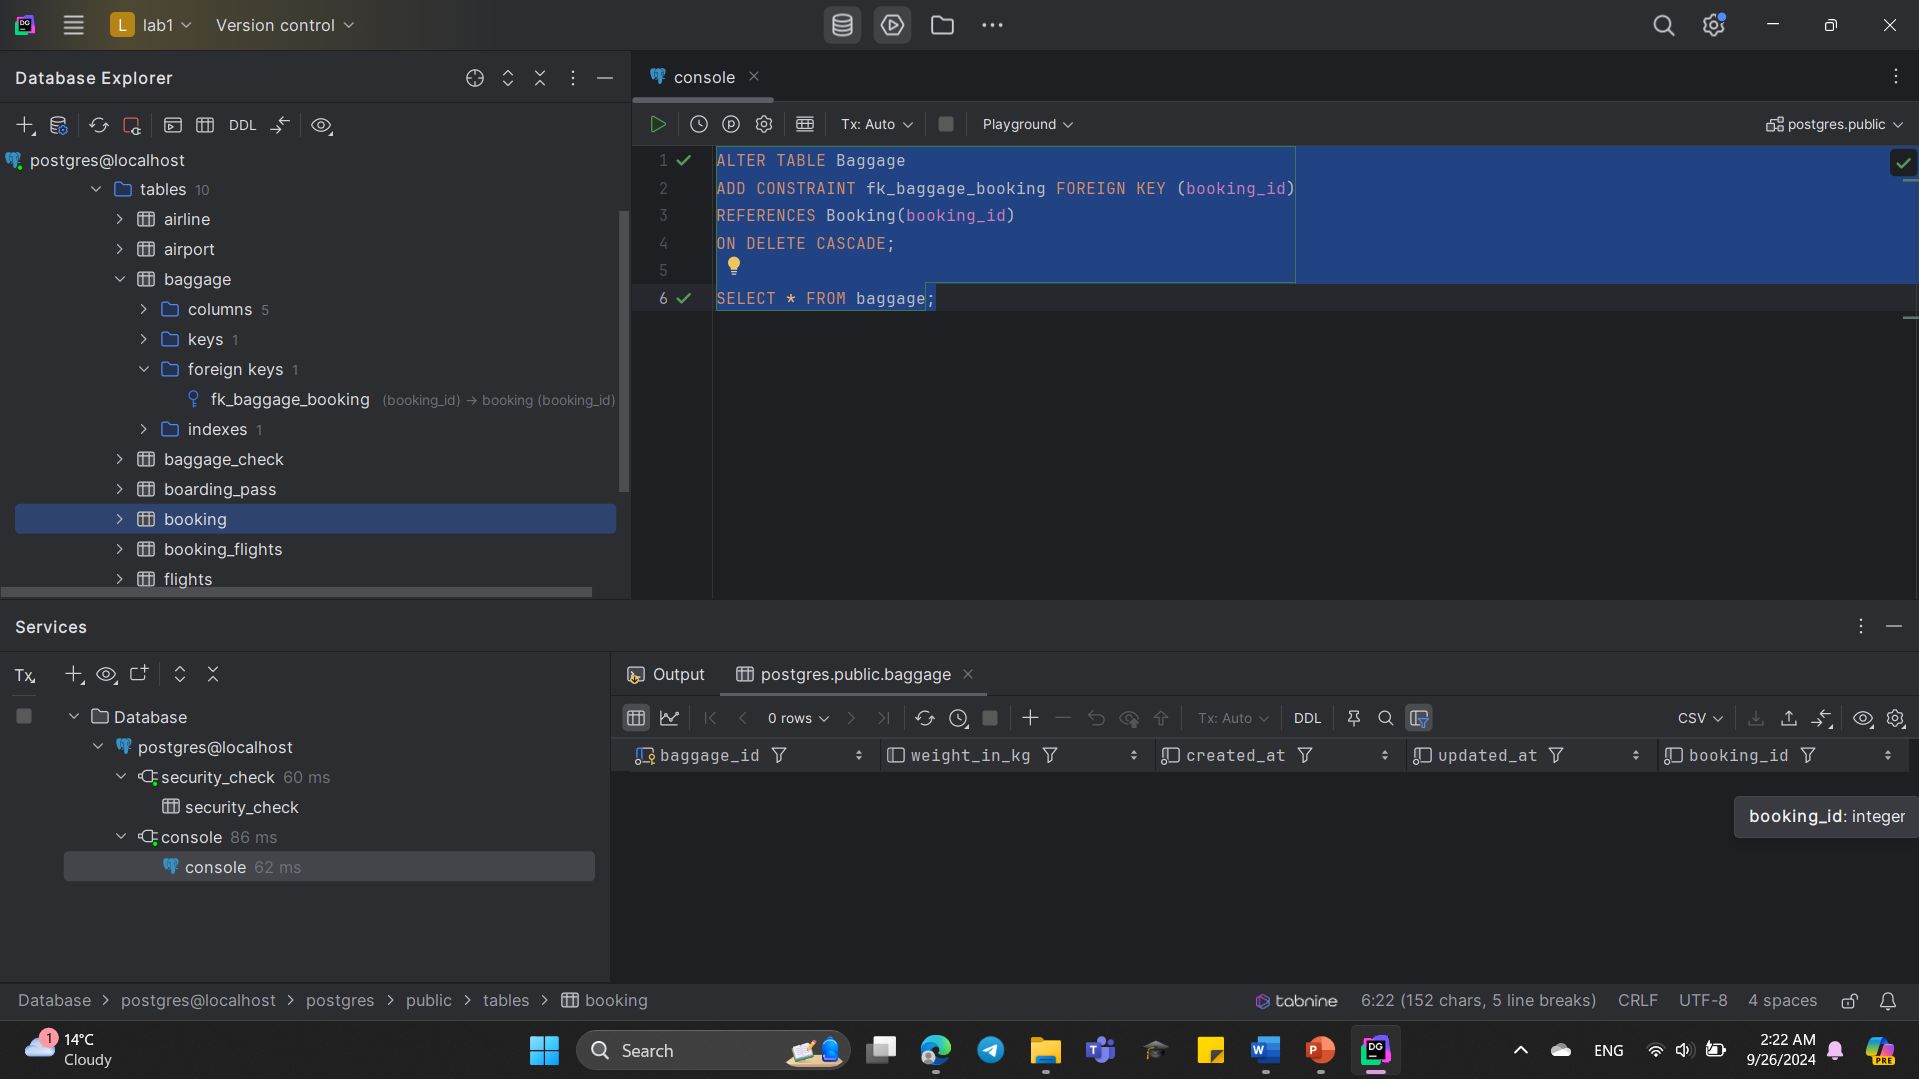 L lab1 Version control
Database Explorer
DDL
postgres@localhost
tables 10
airline
airport
baggage
columns 5
keys 1
foreign keys 1
fk_baggage_booking (booking_id) → booking (booking_id)
indexes 1
baggage_check
boarding_pass
booking
booking_flights
flights
console
Tx: Auto Playground postgres.public
1 ALTER TABLE Baggage
2 ADD CONSTRAINT fk_baggage_booking FOREIGN KEY (booking_id)
3 REFERENCES Booking(booking_id)
4 ON DELETE CASCADE;
5
6 SELECT * FROM baggage;
Services
Tx
Database
postgres@localhost
security_check 60 ms
security_check
console 86 ms
console 62 ms
Output postgres.public.baggage
0 rows Tx: Auto DDL CSV
baggage_id weight_in_kg created_at updated_at booking_id
booking_id: integer
Database > postgres@localhost > postgres > public > tables > booking
tabnine 6:22 (152 chars, 5 line breaks) CRLF UTF-8 4 spaces
1 14°C
Cloudy
Search
ENG
2:22 AM
9/26/2024
PRE